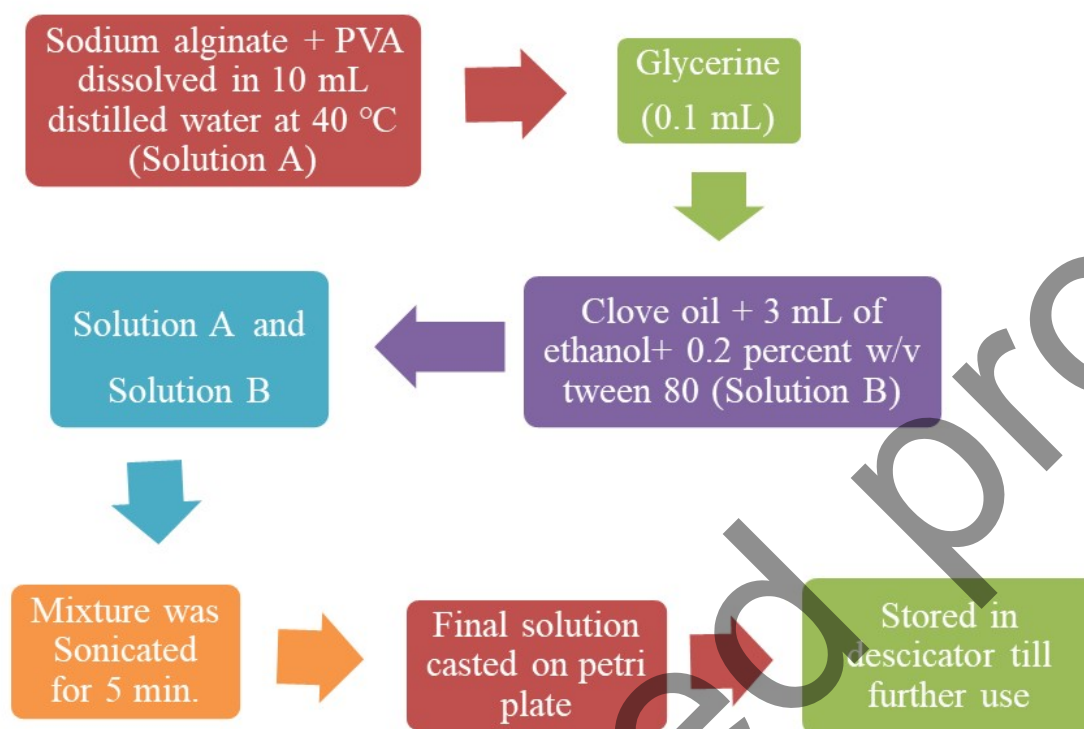 Sodium alginate + PVA
dissolved in 10 mL
distilled water at 40 °C
(Solution A)
Glycerine
(0.1 mL)
Clove oil + 3 mL of
ethanol+ 0.2 percent w/v
tween 80 (Solution B)
Solution A and
Solution B
Mixture was
Sonicated
for 5 min.
Final solution
casted on petri
plate
Stored in
descicator till
further use
ed pro